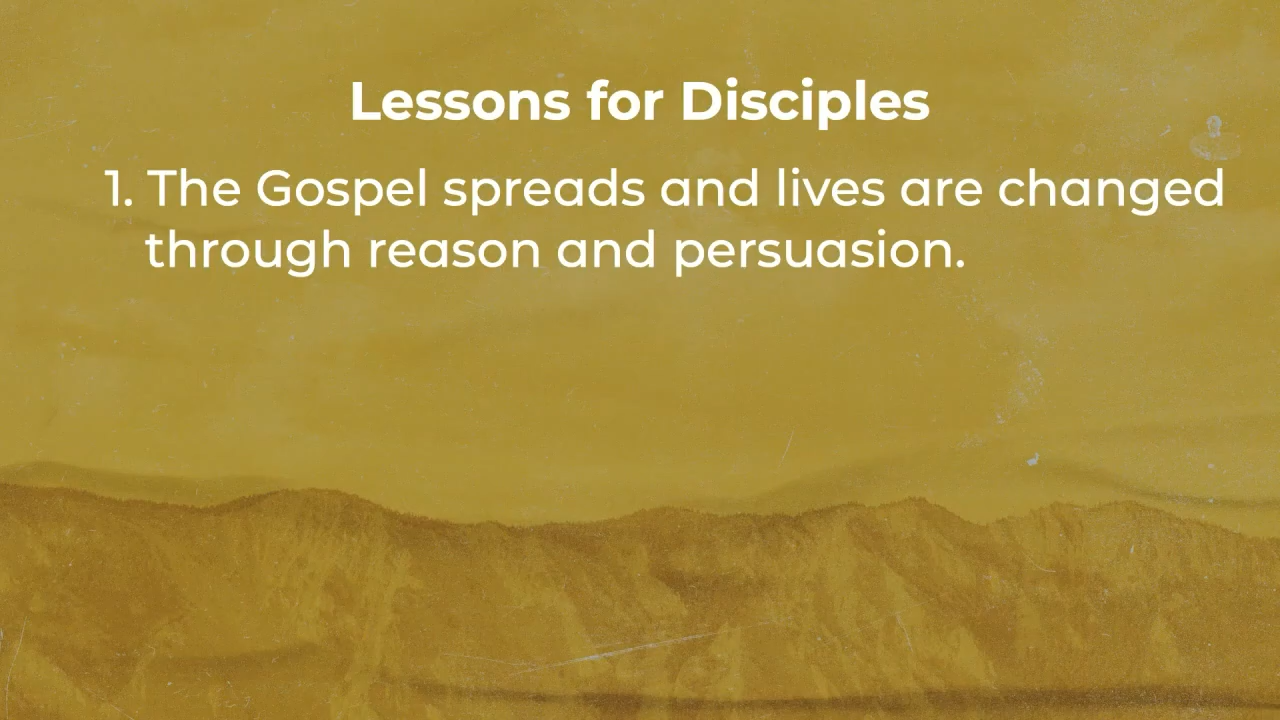 Lessons for Disciples
1. The Gospel spreads and lives are changed
through reason and persuasion.